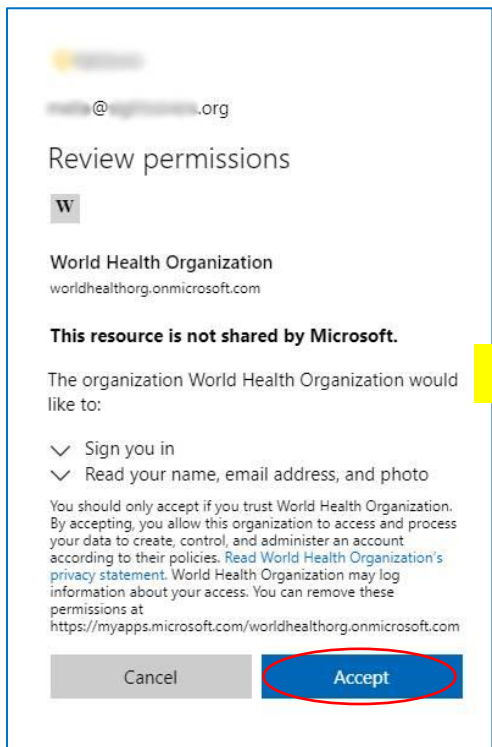 @ .org
Review permissions
W
World Health Organization
worldhealthorg.onmicrosoft.com
This resource is not shared by Microsoft.
The organization World Health Organization would
like to:
Sign you in
Read your name, email address, and photo
You should only accept if you trust World Health Organization.
By accepting, you allow this organization to access and process
your data to create, control, and administer an account
according to their policies. Read World Health Organization's
privacy statement. World Health Organization may log
information about your access. You can remove these
permissions at
https://myapps.microsoft.com/worldhealthorg.onmicrosoft.com
Cancel Accept